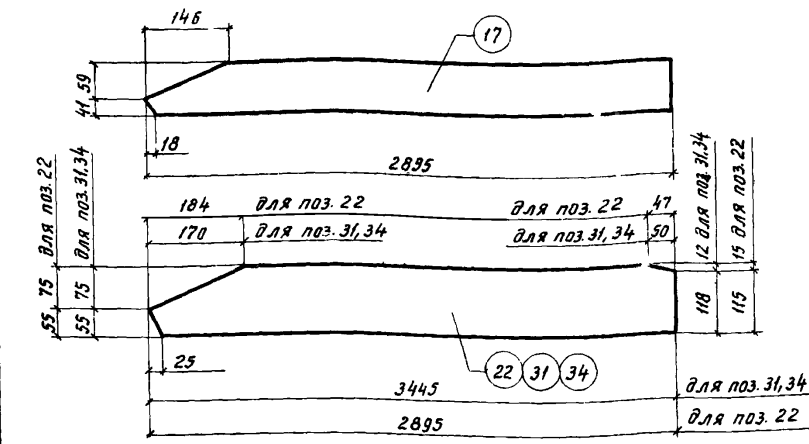 146
17
59
41
18
2895
для поз. 22
для поз. 31,34
184 для поз. 22
170 для поз. 31,34
для поз. 22 47
для поз. 31, 34 50
12 для поз. 31,34
15 для поз. 22
75
75
55
55
118
115
25
22 31 34
3445 для поз. 31,34
2895 для поз. 22